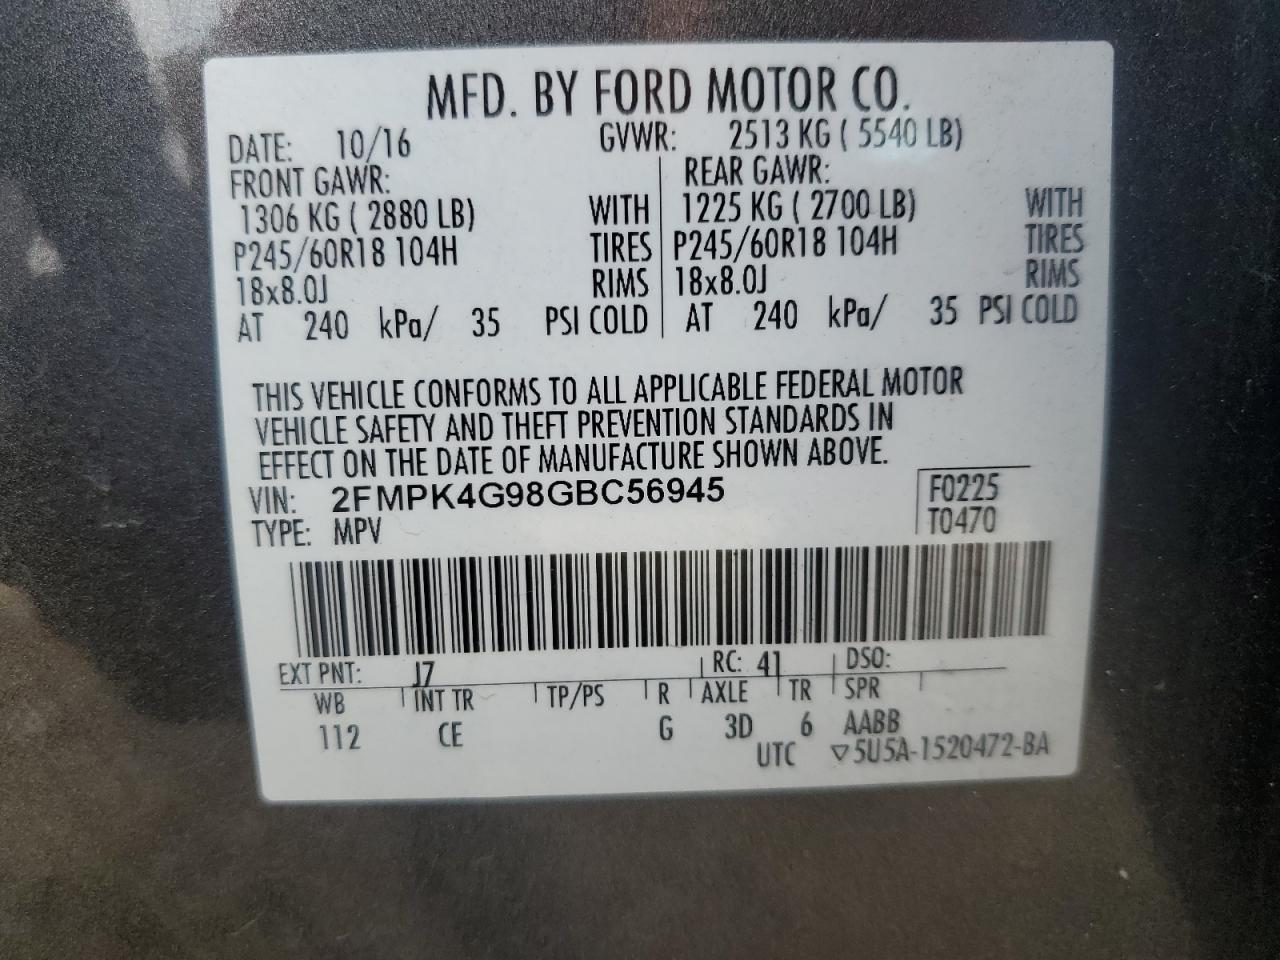 MFD. BY FORD MOTOR CO.
DATE: 10/16 GVWR: 2513 KG ( 5540 LB)
FRONT GAWR: REAR GAWR:
1306 KG ( 2880 LB) WITH 1225 KG ( 2700 LB) WITH
P245/60R18 104H TIRES P245/60R18 104H TIRES
18x8.0J RIMS 18x8.0J RIMS
AT 240 kPa/ 35 PSI COLD AT 240 kPa/ 35 PSI COLD
THIS VEHICLE CONFORMS TO ALL APPLICABLE FEDERAL MOTOR
VEHICLE SAFETY AND THEFT PREVENTION STANDARDS IN
EFFECT ON THE DATE OF MANUFACTURE SHOWN ABOVE.
VIN: 2FMPK4G98GBC56945 F0225
TYPE: MPV T0470
EXT PNT: J7 RC: 41 DSO:
WB INT TR TP/PS R AXLE TR SPR
112 CE G 3D 6 AABB
UTC ▽5U5A-1520472-BA